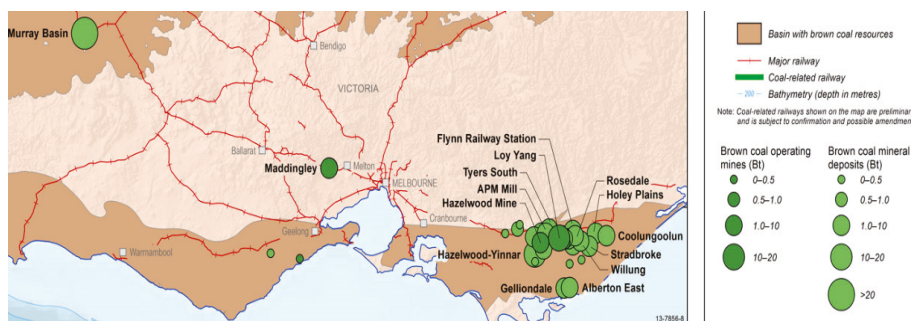 Murray Basin
Bendigo
VICTORIA
Flynn Railway Station
Loy Yang
Tyers South
APM Mill
Hazelwood Mine
Ballarat
Maddingley
Melton
MELBOURNE
Rosedale
Holey Plains
Cranbourne
Geelong
Coolungoolun
Warrnambool
Hazelwood-Yinnar
Stradbroke
Willung
Gelliondale
Alberton East
13-7856-8
Basin with brown coal resources
Major railway
Coal-related railway
200 Bathymetry (depth in metres)
Note: Coal-related railways shown on the map are preliminar
and is subject to confirmation and possible amendmen
Brown coal operating
mines (Bt)
0–0.5
0.5–1.0
1.0–10
10–20
Brown coal mineral
deposits (Bt)
0–0.5
0.5–1.0
1.0–10
10–20
>20